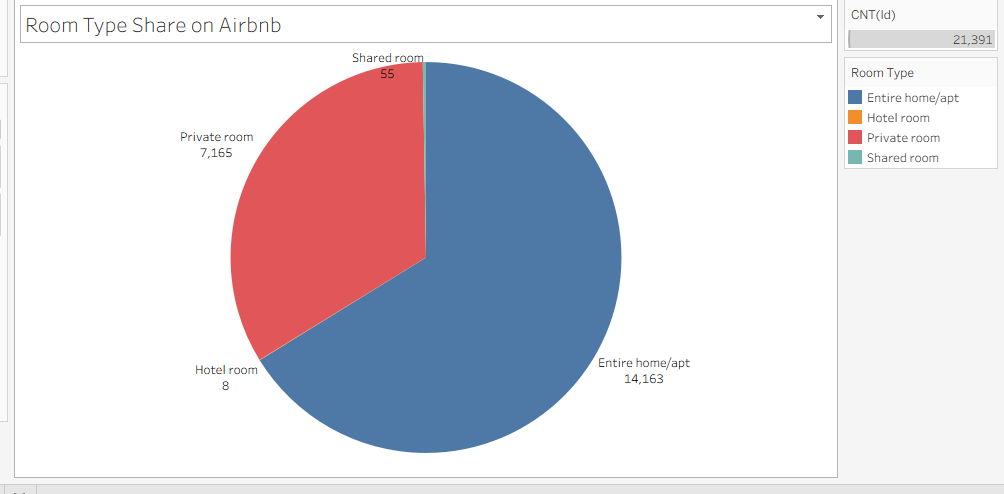 Room Type Share on Airbnb
Shared room
55
Private room
7,165
Hotel room
8
Entire home/apt
14,163
CNT(Id)
21,391
Room Type
Entire home/apt
Hotel room
Private room
Shared room